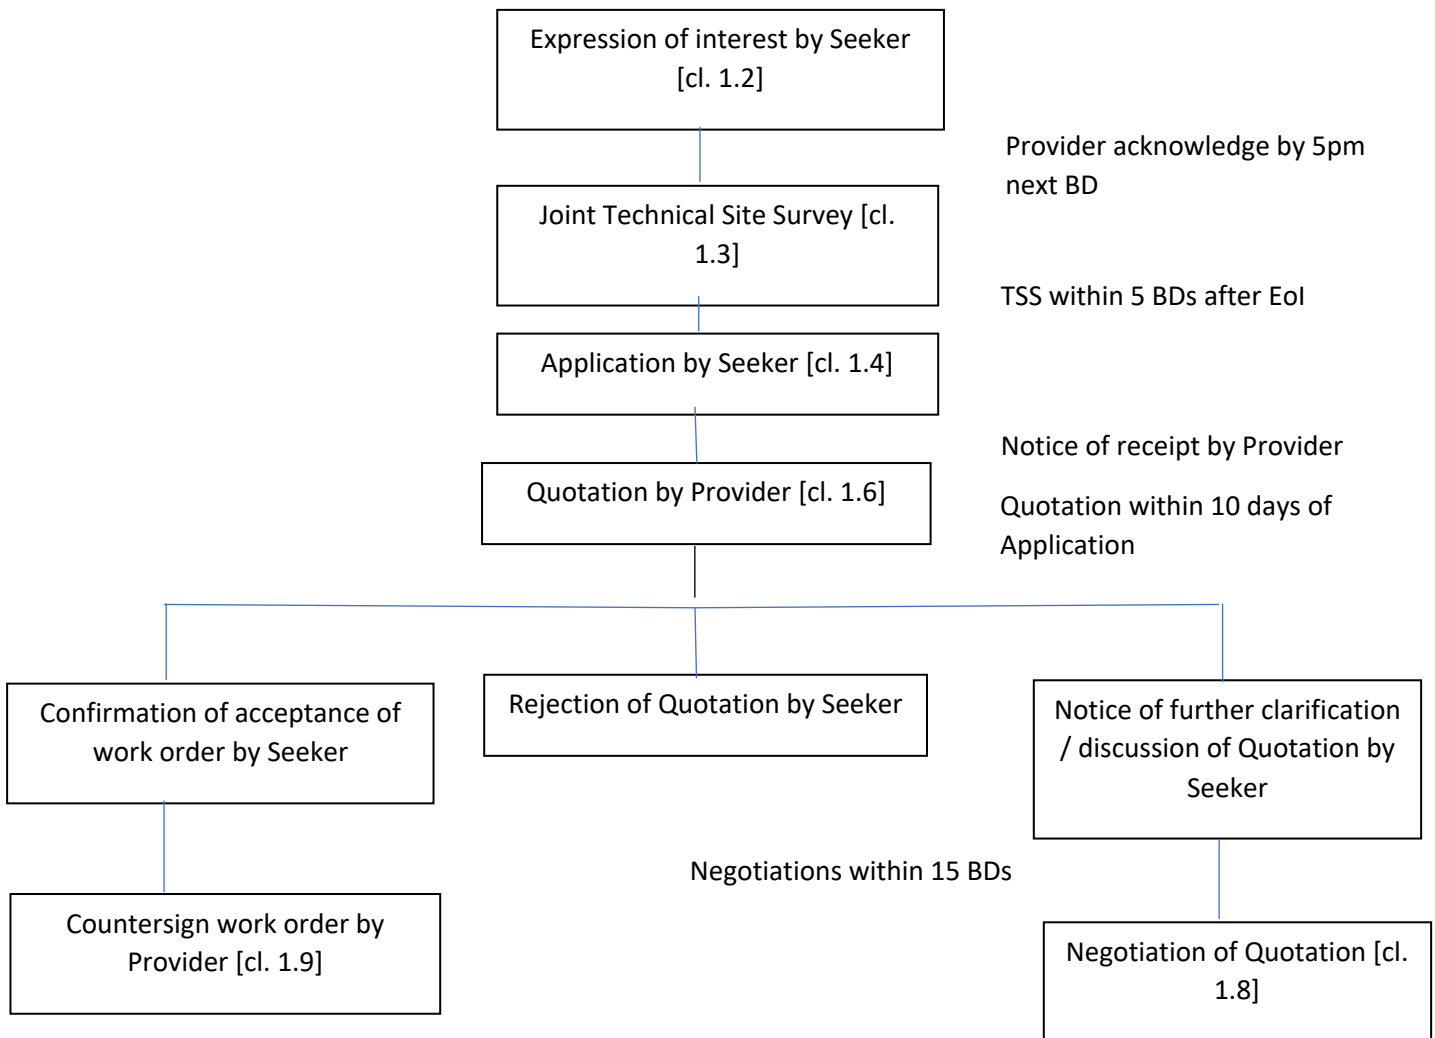 Expression of interest by Seeker
[cl. 1.2]
Provider acknowledge by 5pm
next BD
Joint Technical Site Survey [cl.
1.3]
TSS within 5 BDs after EoI
Application by Seeker [cl. 1.4]
Notice of receipt by Provider
Quotation by Provider [cl. 1.6]
Quotation within 10 days of
Application
Confirmation of acceptance of
work order by Seeker
Rejection of Quotation by Seeker
Notice of further clarification
/ discussion of Quotation by
Seeker
Negotiations within 15 BDs
Countersign work order by
Provider [cl. 1.9]
Negotiation of Quotation [cl.
1.8]